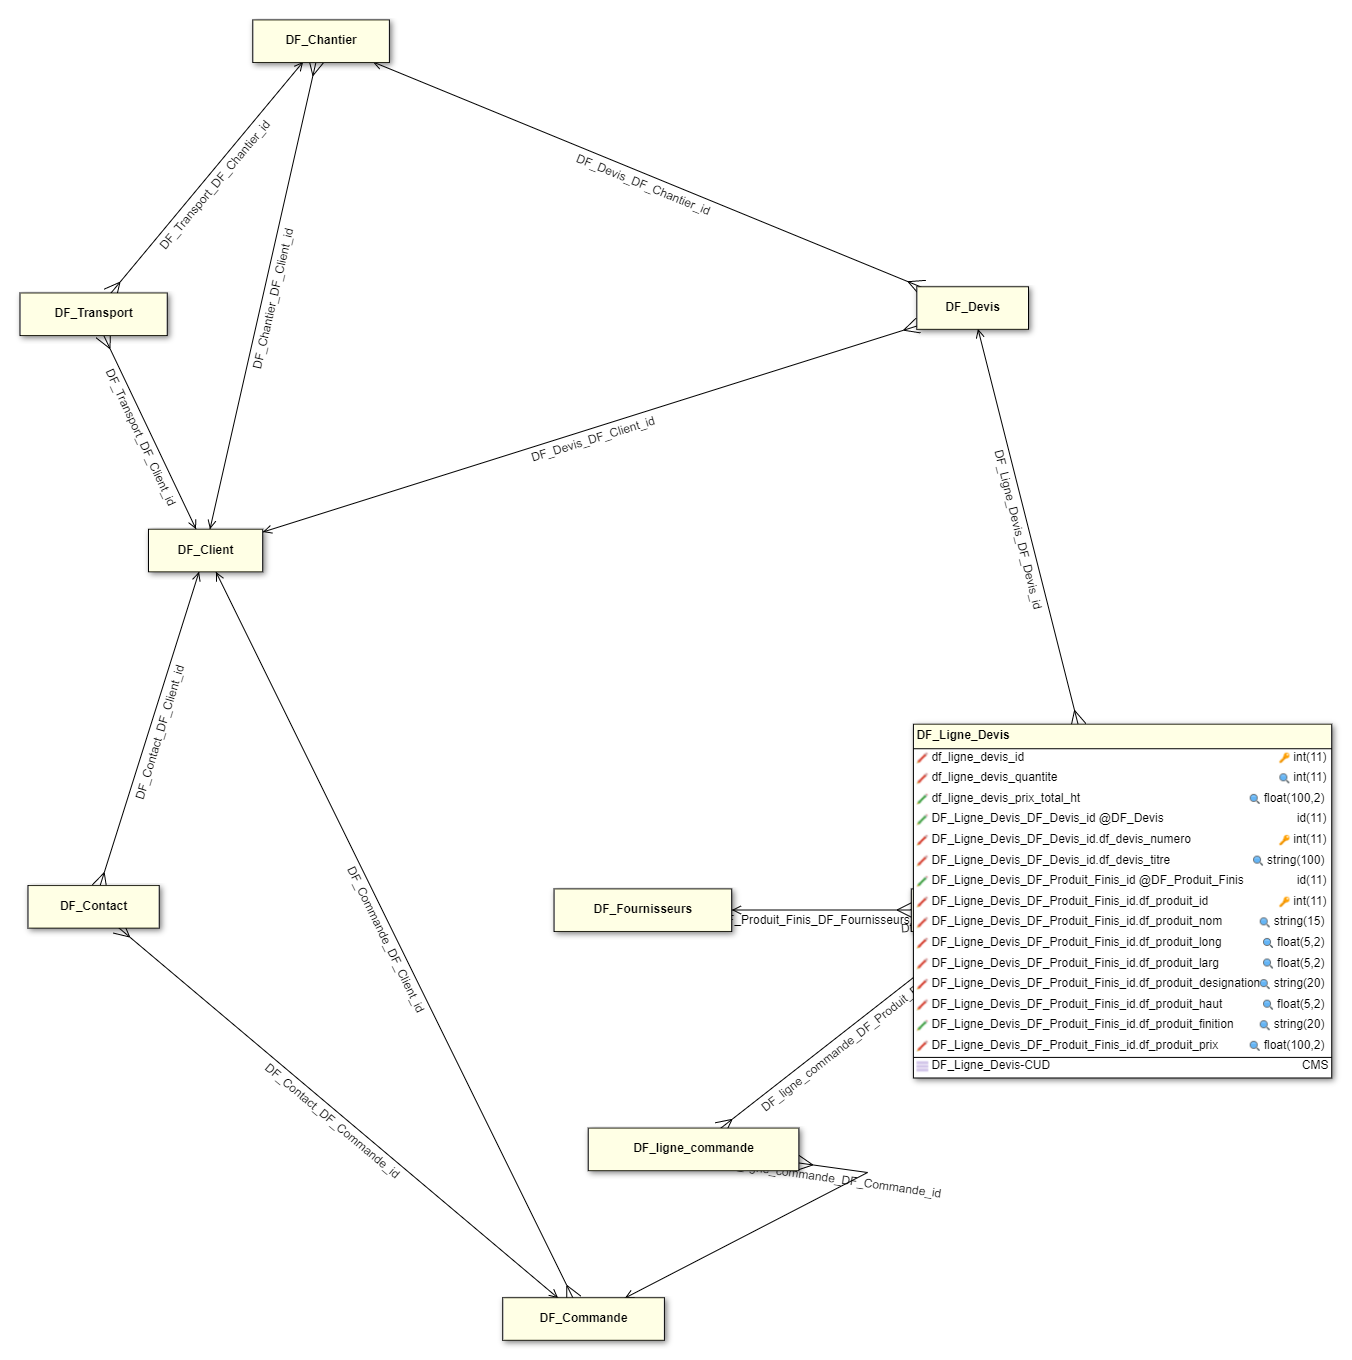 DF_Chantier
DF_Transport_DF_Chantier_id
DF_Devis_DF_Chantier_id
DF_Chantier_DF_Client_id
DF_Transport
DF_Devis
DF_Transport_DF_Client_id
DF_Devis_DF_Client_id
DF_Ligne_Devis_DF_Devis_id
DF_Client
DF_Contact_DF_Client_id
DF_Ligne_Devis
df_ligne_devis_id int(11)
df_ligne_devis_quantite int(11)
df_ligne_devis_prix_total_ht float(100,2)
DF_Ligne_Devis_DF_Devis_id @DF_Devis id(11)
DF_Ligne_Devis_DF_Devis_id.df_devis_numero int(11)
DF_Ligne_Devis_DF_Devis_id.df_devis_titre string(100)
DF_Ligne_Devis_DF_Produit_Finis_id @DF_Produit_Finis id(11)
DF_Ligne_Devis_DF_Produit_Finis_id.df_produit_id int(11)
DF_Ligne_Devis_DF_Produit_Finis_id.df_produit_nom string(15)
DF_Ligne_Devis_DF_Produit_Finis_id.df_produit_long float(5,2)
DF_Ligne_Devis_DF_Produit_Finis_id.df_produit_larg float(5,2)
DF_Ligne_Devis_DF_Produit_Finis_id.df_produit_designation string(20)
DF_Ligne_Devis_DF_Produit_Finis_id.df_produit_haut float(5,2)
DF_Ligne_Devis_DF_Produit_Finis_id.df_produit_finition string(20)
DF_Ligne_Devis_DF_Produit_Finis_id.df_produit_prix float(100,2)
DF_Ligne_Devis-CUD CMS
DF_Contact
DF_Commande_DF_Client_id
DF_Fournisseurs
_Produit_Finis_DF_Fournisseurs
DF_ligne_commande_DF_Produit_
DF_Contact_DF_Commande_id
DF_ligne_commande
_commande_DF_Commande_id
DF_Commande